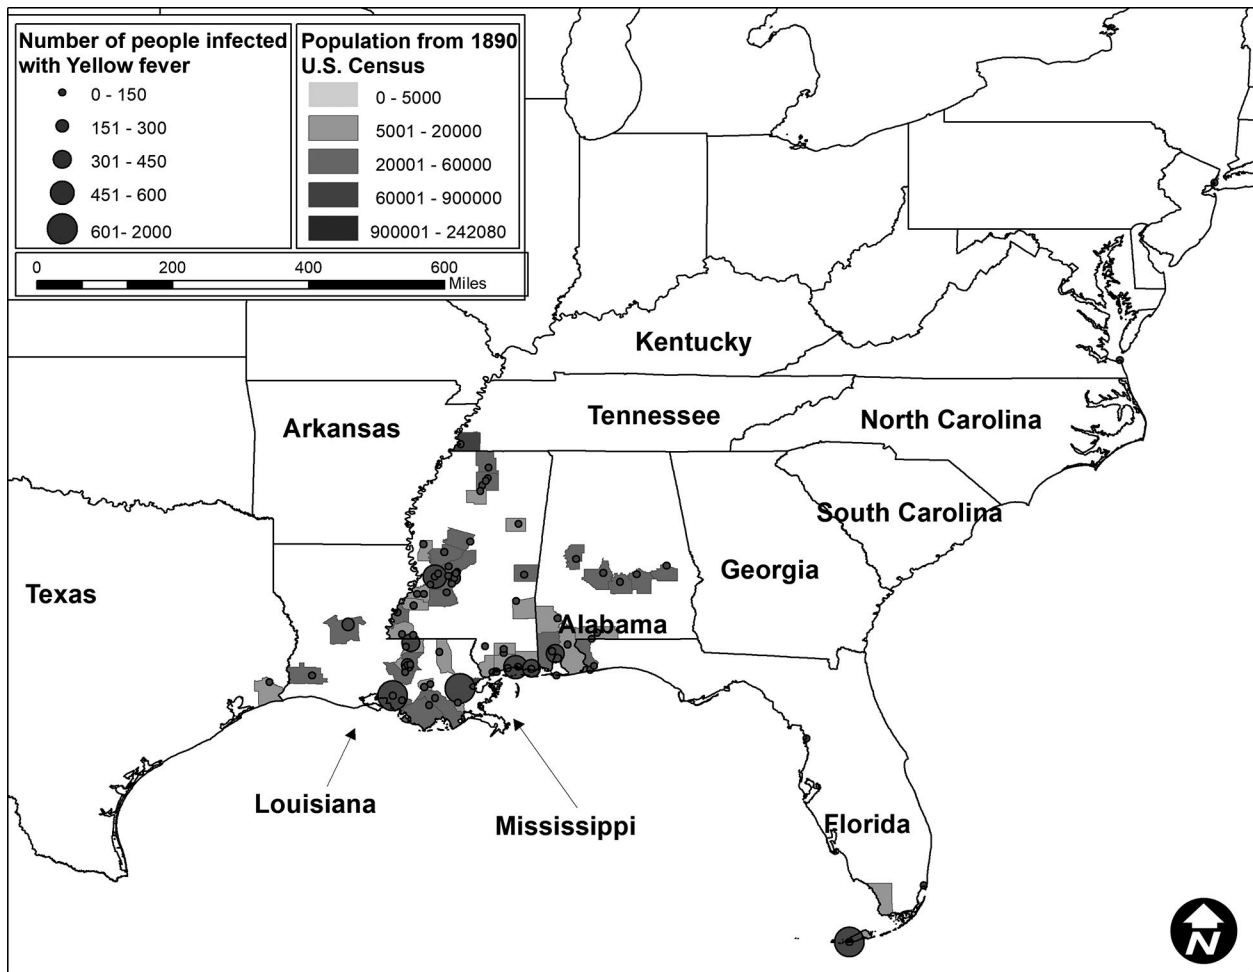 Number of people infected
with Yellow fever
0 - 150
151 - 300
301 - 450
451 - 600
601- 2000
Population from 1890
U.S. Census
0 - 5000
5001 - 20000
20001 - 60000
60001 - 900000
900001 - 242080
0 200 400 600
Miles
Kentucky
Tennessee
North Carolina
Arkansas
South Carolina
Georgia
Texas
Alabama
Louisiana
Mississippi
Florida
N